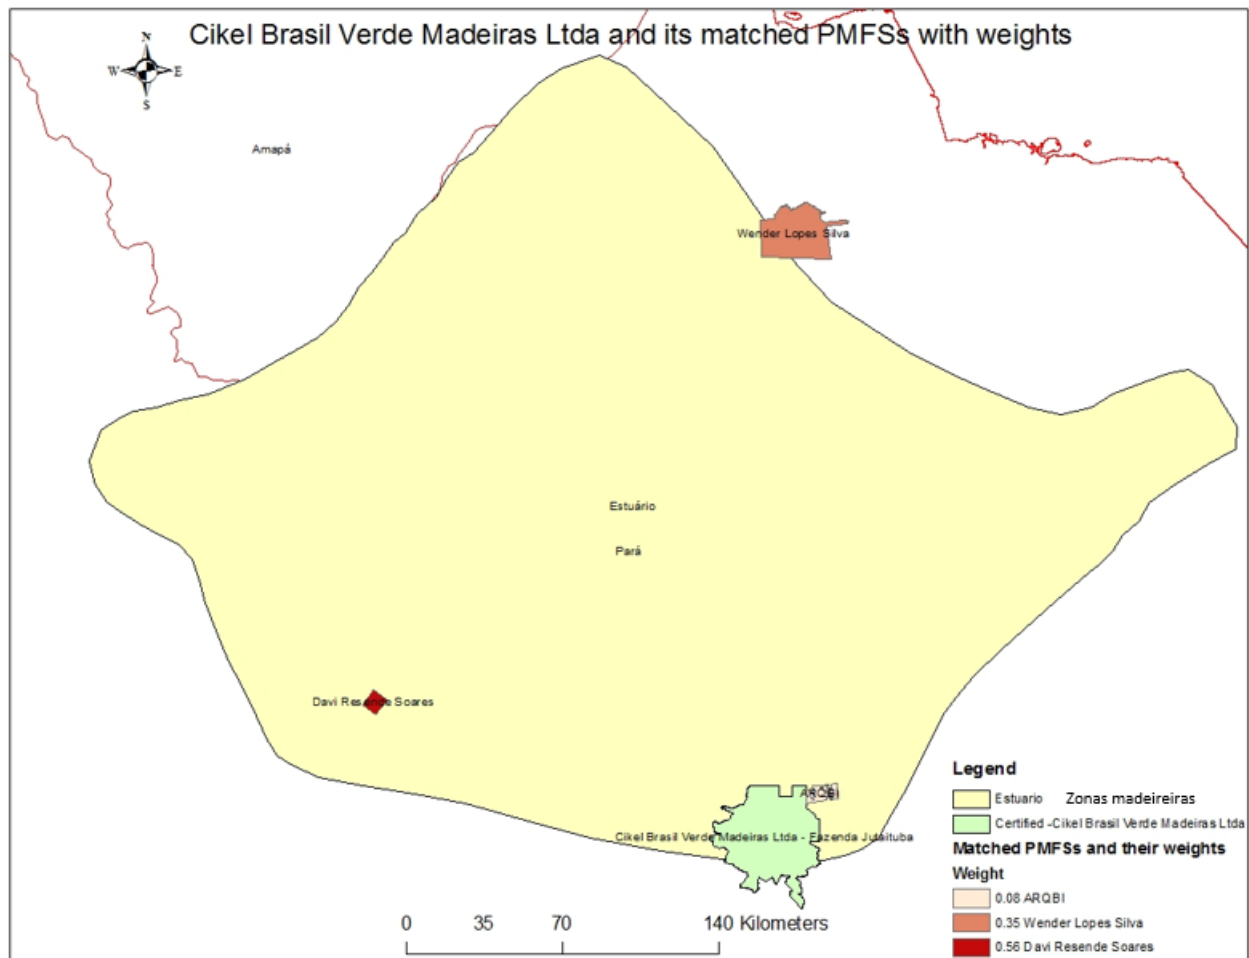 Cikel Brasil Verde Madeiras Ltda and its matched PMFSs with weights
N
W E
S
Amapá
Wender Lopes Silva
Estuário
Pará
Davi Resende Soares
ARQBI
Cikel Brasil Verde Madeiras Ltda - Fazenda Jutaituba
0 35 70 140 Kilometers
Legend
Estuario Zonas madeireiras
Certified -Cikel Brasil Verde Madeiras Ltda
Matched PMFSs and their weights
Weight
0.08 ARQBI
0.35 Wender Lopes Silva
0.56 Davi Resende Soares